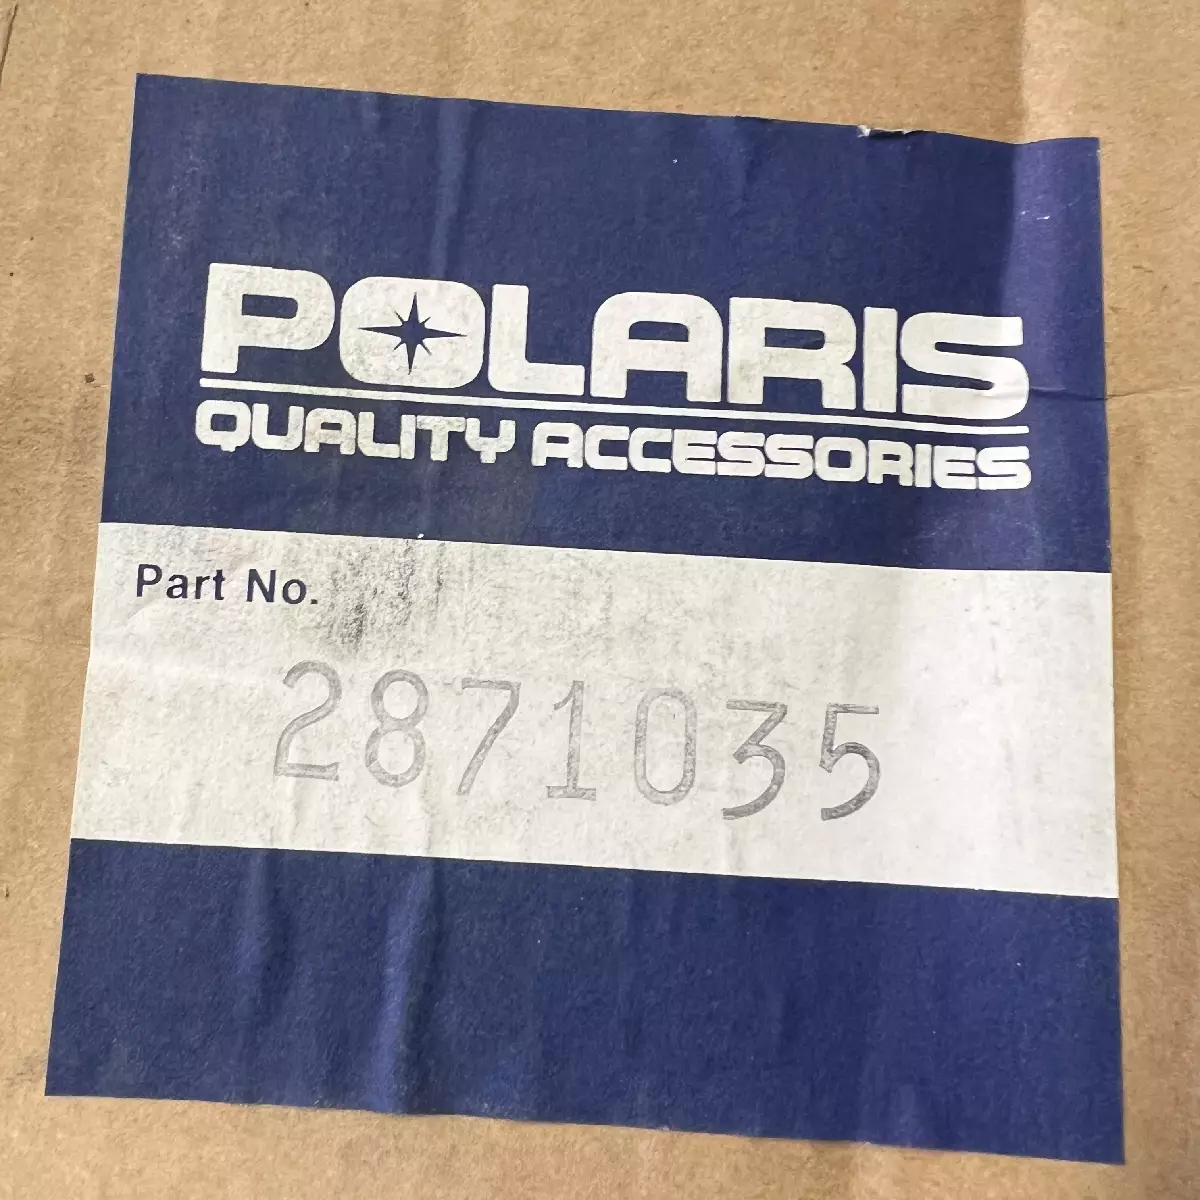 POLARIS
QUALITY ACCESSORIES
Part No.
2871035